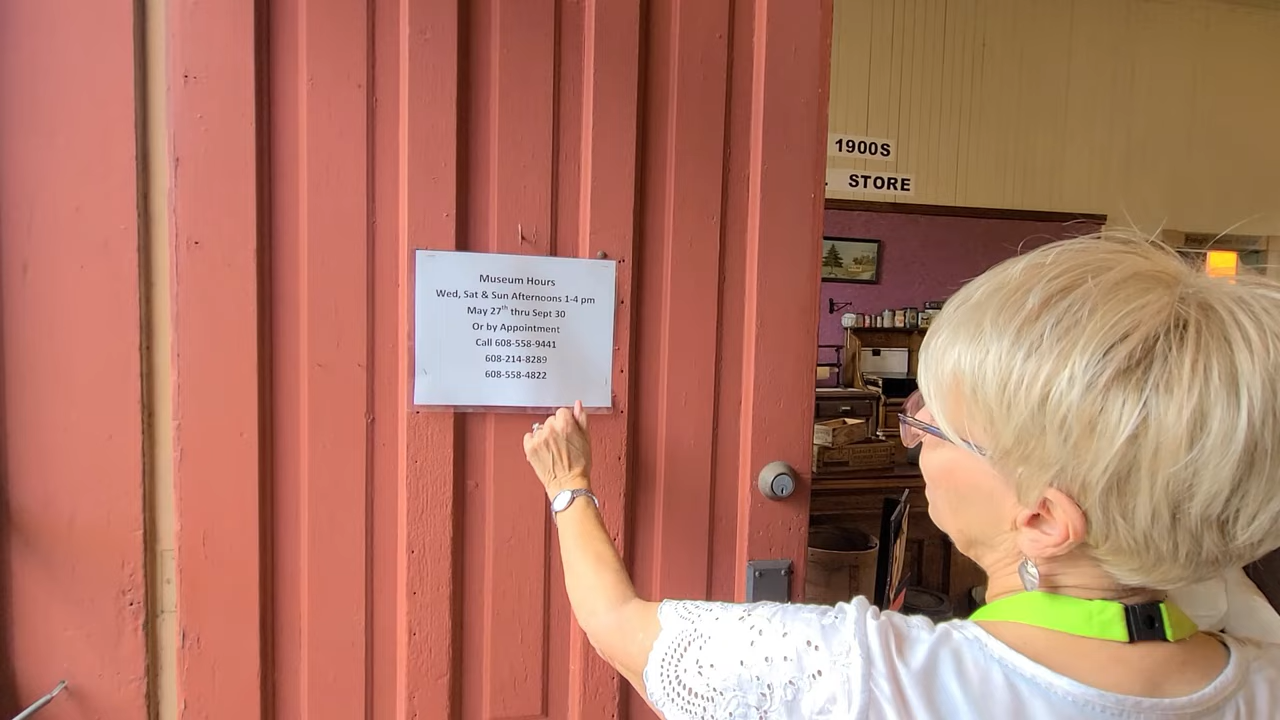 1900S
STORE
Museum Hours
Wed, Sat & Sun Afternoons 1-4 pm
May 27th thru Sept 30
Or by Appointment
Call 608-558-9441
608-214-8289
608-558-4822